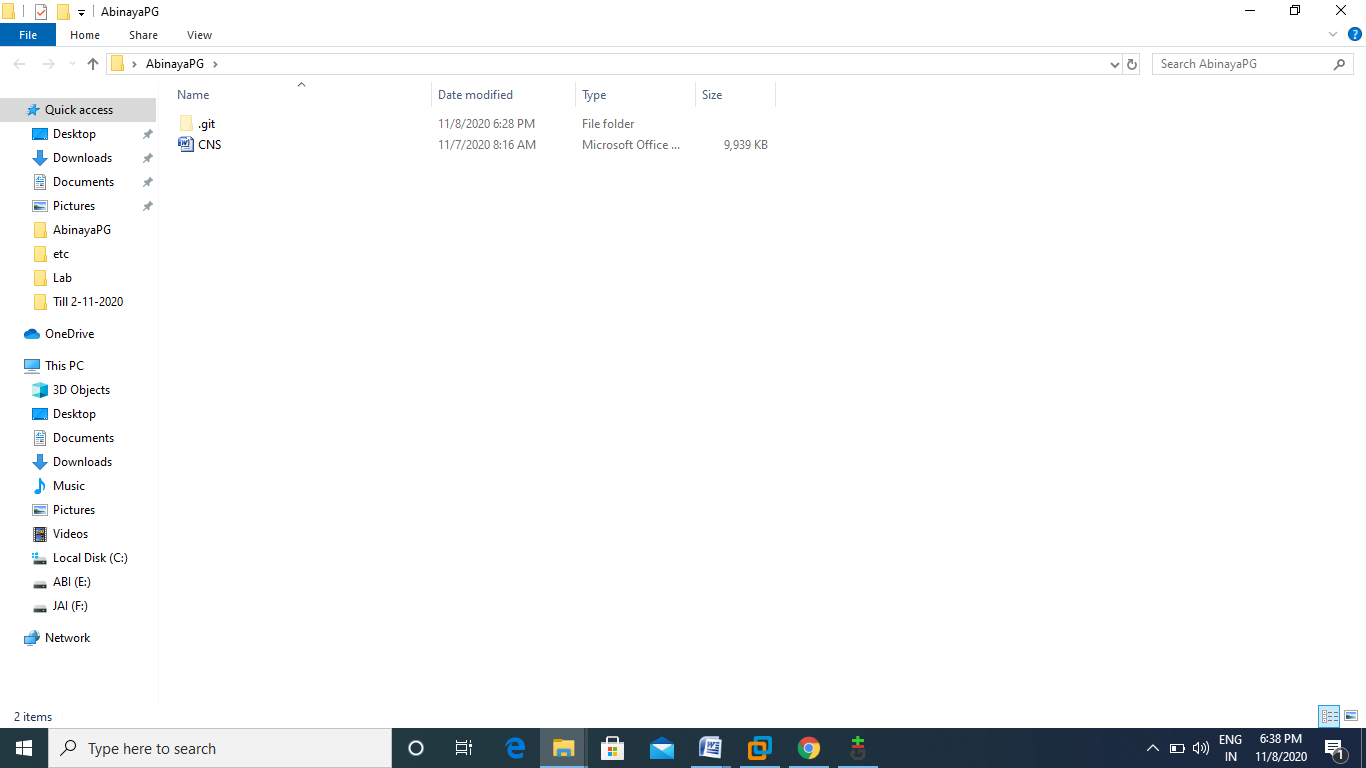 AbinayaPG
File Home Share View
AbinayaPG
Search AbinayaPG
Name Date modified Type Size
.git 11/8/2020 6:28 PM File folder
CNS 11/7/2020 8:16 AM Microsoft Office ... 9,939 KB
Quick access
Desktop
Downloads
Documents
Pictures
AbinayaPG
etc
Lab
Till 2-11-2020
OneDrive
This PC
3D Objects
Desktop
Documents
Downloads
Music
Pictures
Videos
Local Disk (C:)
ABI (E:)
JAI (F:)
Network
2 items
Type here to search
ENG
IN
6:38 PM
11/8/2020
1